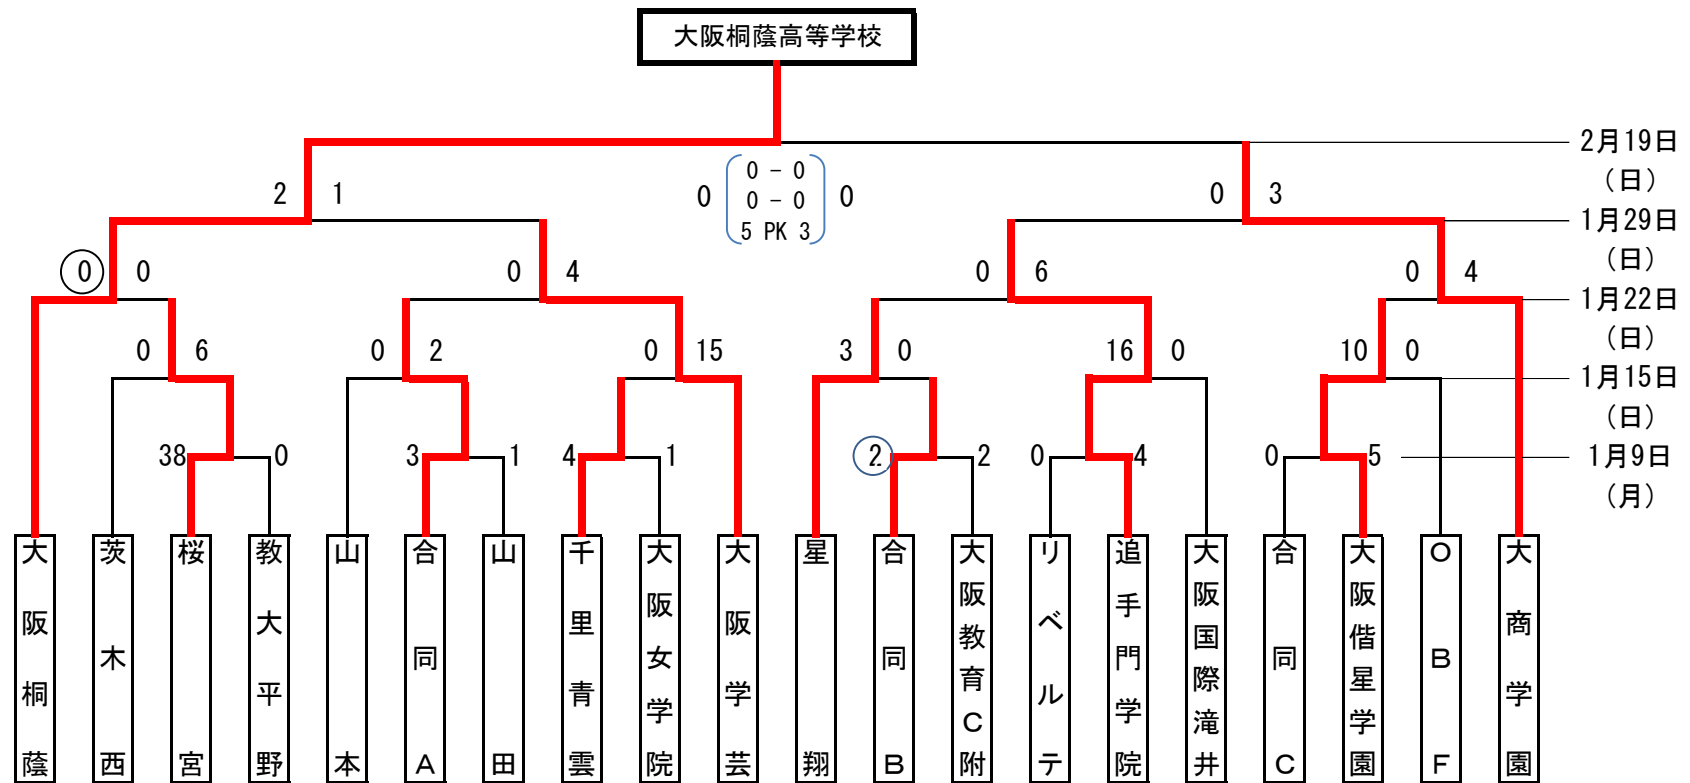 大阪桐蔭高等学校
2月19日
（日）
0 － 0
0 0 － 0 0
5 PK 3
2 1
0 3
1月29日
（日）
0 0
0 4
0 6
0 4
1月22日
（日）
0 6
0 2
0 15
3 0
16 0
10 0
1月15日
（日）
38 0
3 1
4 1
2 2
0 4
0 5
1月9日
（月）
大阪桐蔭
茨木西
桜宮
教大平野
山本
合同A
山田
千里青雲
大阪女学院
大阪学芸
星翔
合同B
大阪教育C附
リベルテ
追手門学院
大阪国際滝井
合同C
大阪偕星学園
OBF
大商学園